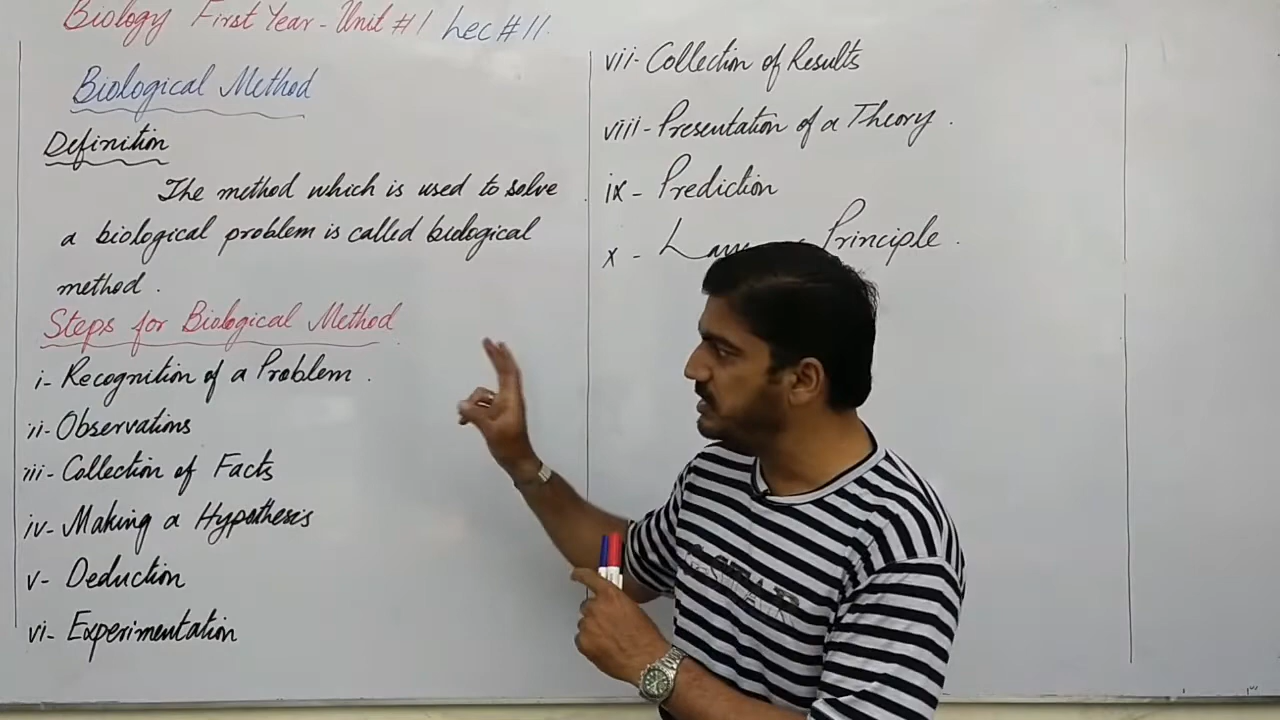 Biology First Year - Unit #1 Lec #11.
Biological Method
Definition
The method which is used to solve
a biological problem is called biological
method.
Steps for Biological Method
i- Recognition of a Problem.
ii- Observations
iii- Collection of Facts
iv- Making a Hypothesis
v- Deduction
vi- Experimentation
vii- Collection of Results
viii- Presentation of a Theory.
ix- Prediction
x- Principle.